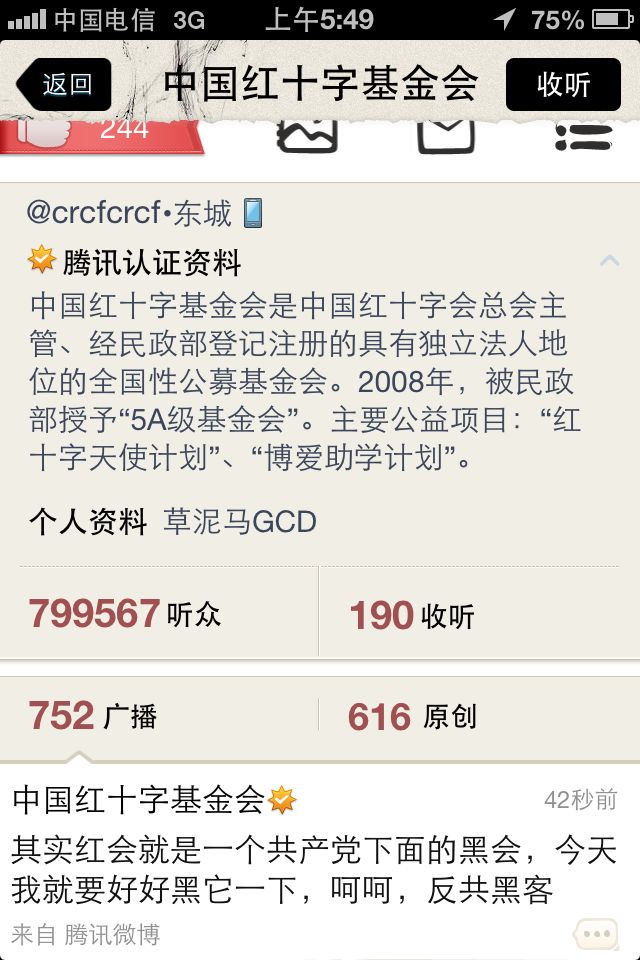 中国电信 3G 上午5:49 75%
返回 中国红十字基金会 收听
244
@crcfcrcf•东城
腾讯认证资料
中国红十字基金会是中国红十字会总会主
管、经民政部登记注册的具有独立法人地
位的全国性公募基金会。2008年，被民政
部授予“5A级基金会”。主要公益项目：“红
十字天使计划”、“博爱助学计划”。
个人资料 草泥马GCD
799567 听众 190 收听
752 广播 616 原创
中国红十字基金会 42秒前
其实红会就是一个共产党下面的黑会，今天
我就要好好黑它一下，呵呵，反共黑客
来自 腾讯微博